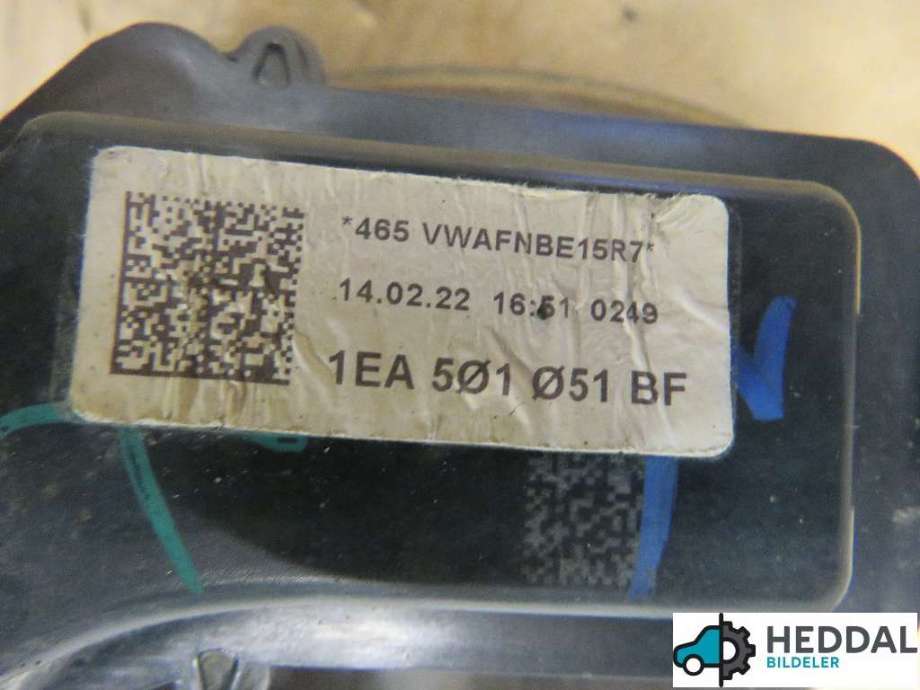 *465 VWAFNBE15R7*
14.02.22 16:51 0249
1EA 5Ø1 Ø51 BF
HEDDAL
BILDELER